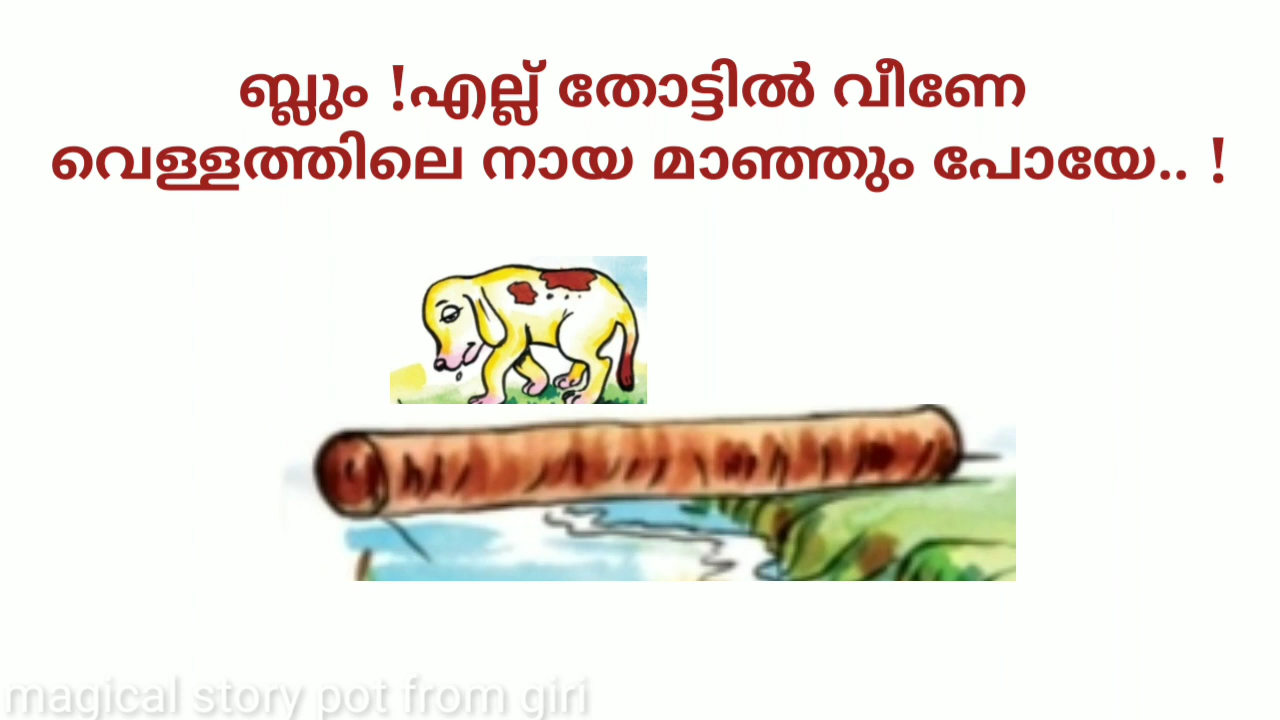 ബ്ലും !എല്ല് തോട്ടിൽ വീണേ
വെള്ളത്തിലെ നായ മാഞ്ഞും പോയേ.. !
magical story pot from giri